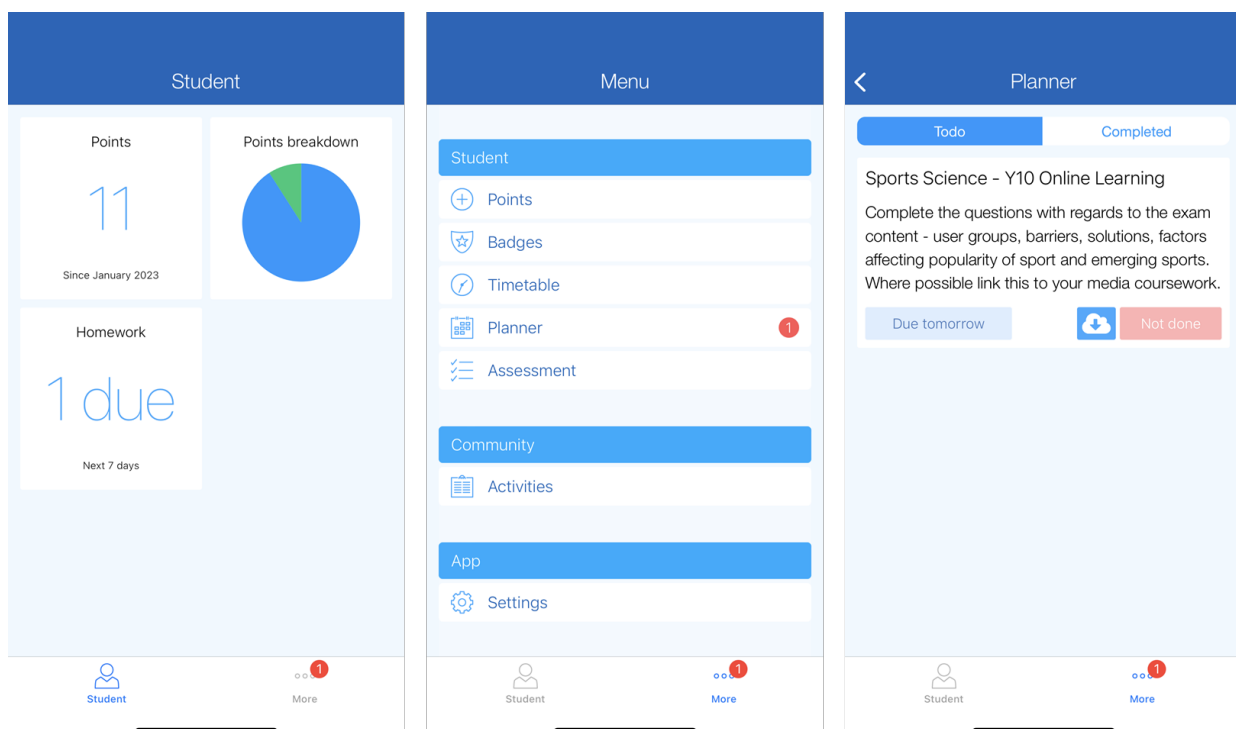 Student
Points
11
Since January 2023
Points breakdown
Homework
1 due
Next 7 days
Student
1
More
Menu
Student
Points
Badges
Timetable
Planner
1
Assessment
Community
Activities
App
Settings
Student
1
More
Planner
Todo
Completed
Sports Science - Y10 Online Learning
Complete the questions with regards to the exam
content - user groups, barriers, solutions, factors
affecting popularity of sport and emerging sports.
Where possible link this to your media coursework.
Due tomorrow
Not done
Student
1
More